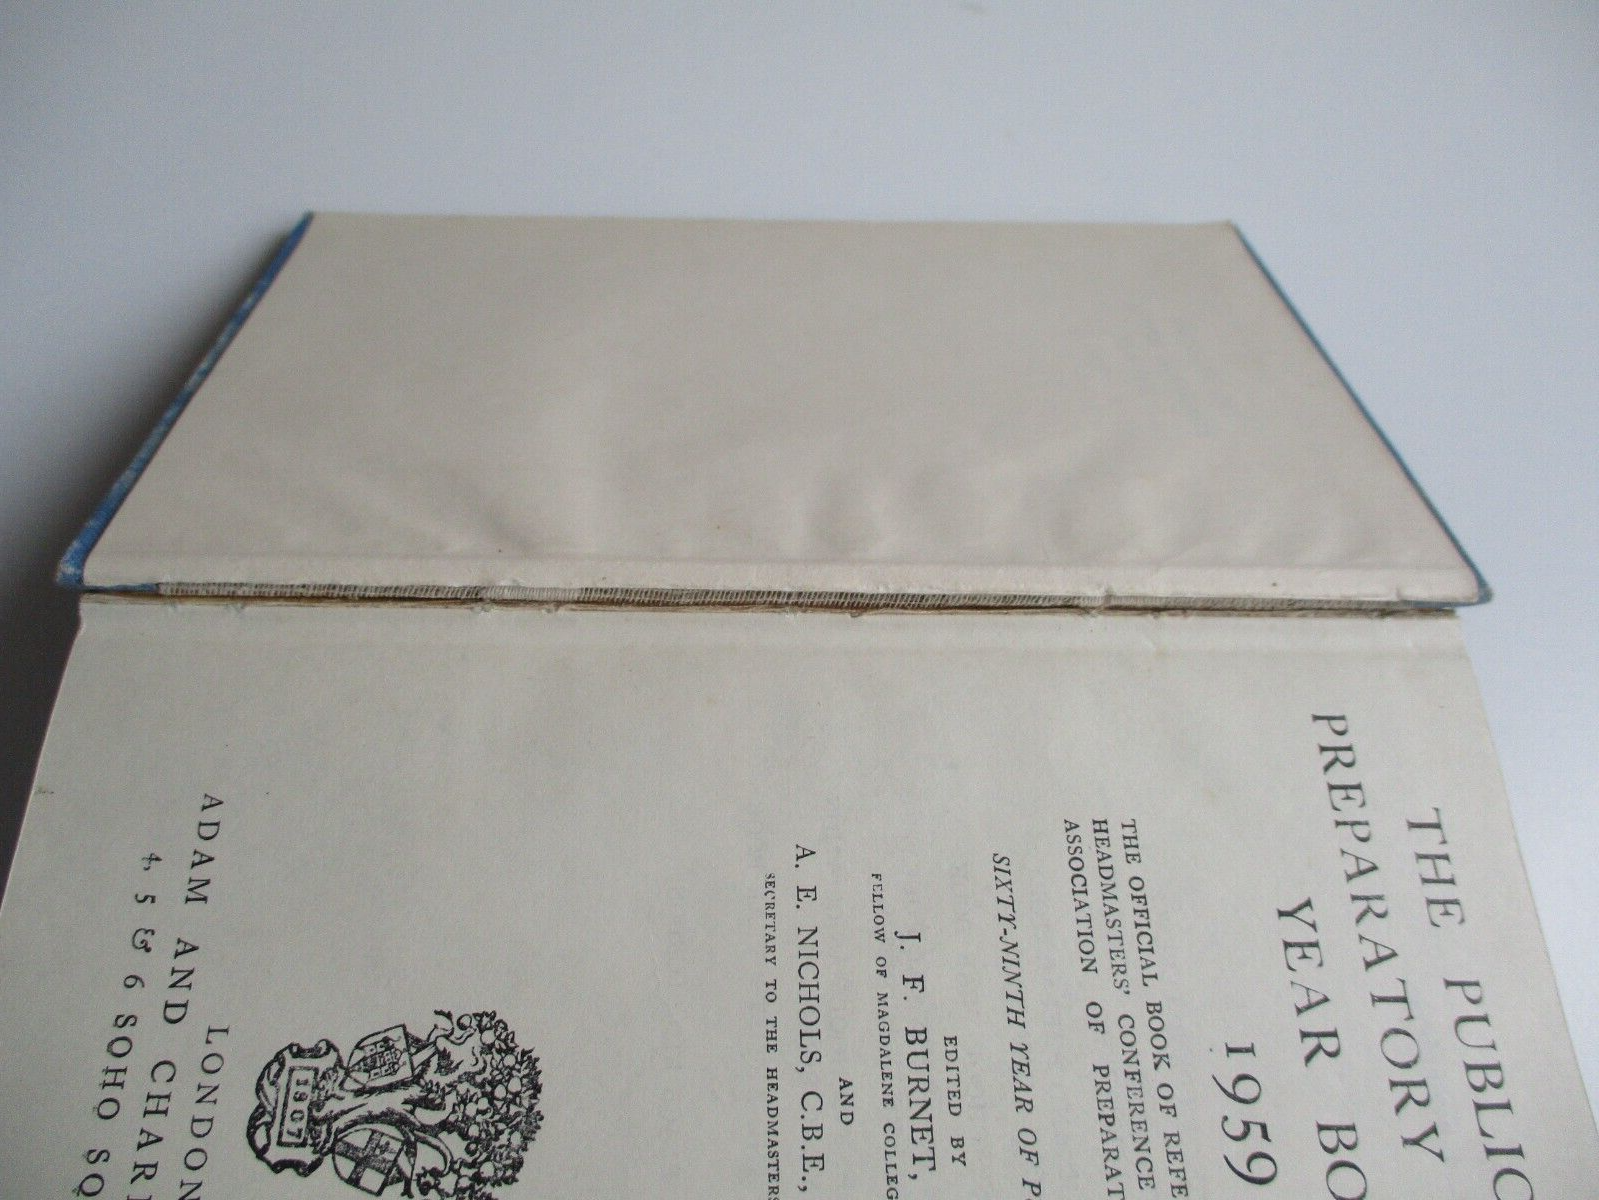 THE PUBLIC
PREPARATORY
YEAR BO
1959
THE OFFICIAL BOOK OF REFE
HEADMASTERS' CONFERENCE
ASSOCIATION OF PREPARAT
SIXTY-NINTH YEAR OF P
EDITED BY
J. F. BURNET,
FELLOW OF MAGDALENE COLLEG
AND
A. E. NICHOLS, C.B.E.,
SECRETARY TO THE HEADMASTERS
1807
LONDON
ADAM AND CHAR
4, 5 & 6 SOHO SQ